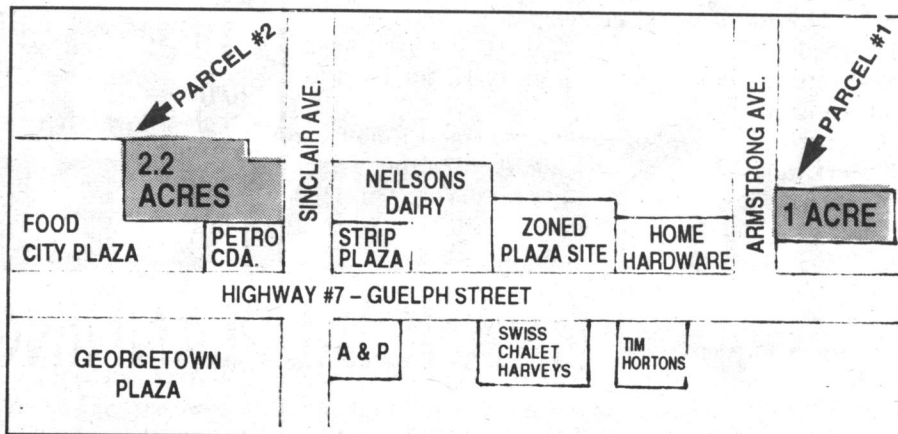 PARCEL #2
PARCEL #1
SINCLAIR AVE.
ARMSTRONG AVE.
2.2
ACRES
NEILSONS
DAIRY
1 ACRE
FOOD
CITY PLAZA
PETRO
CDA.
STRIP
PLAZA
ZONED
PLAZA SITE
HOME
HARDWARE
HIGHWAY #7 – GUELPH STREET
GEORGETOWN
PLAZA
A & P
SWISS
CHALET
HARVEYS
TIM
HORTONS